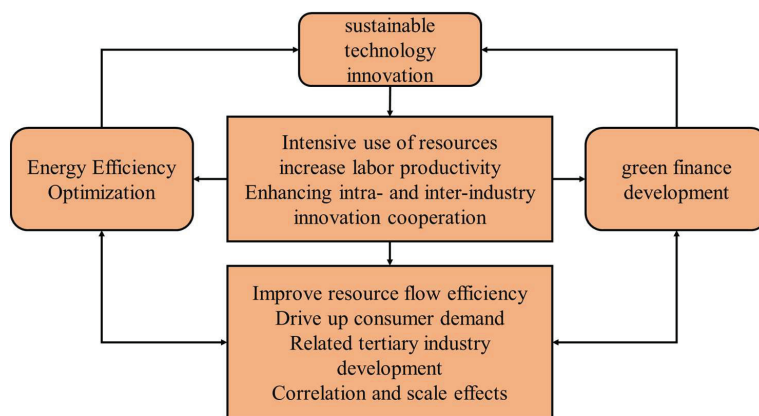 sustainable
technology
innovation
Intensive use of resources
increase labor productivity
Enhancing intra- and inter-industry
innovation cooperation
Energy Efficiency
Optimization
green finance
development
Improve resource flow efficiency
Drive up consumer demand
Related tertiary industry
development
Correlation and scale effects